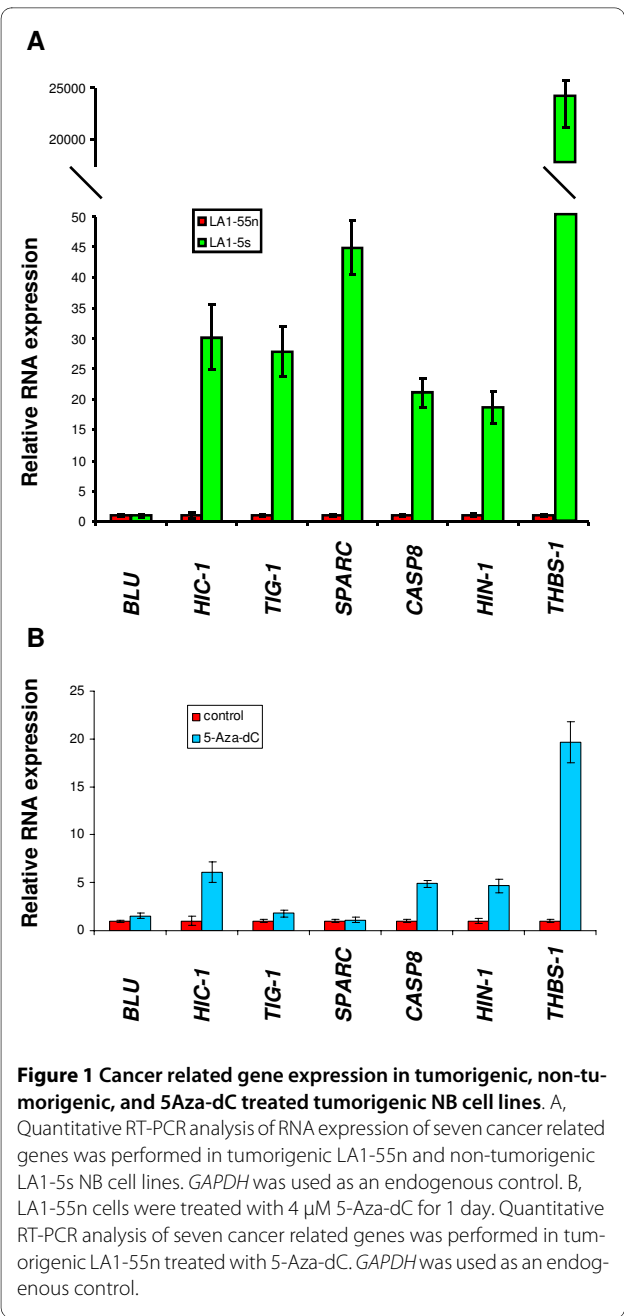 A
25000
20000
50
45
40
35
30
25
20
15
10
5
0
Relative RNA expression
LA1-55n
LA1-5s
BLU
HIC-1
TIG-1
SPARC
CASP8
HIN-1
THBS-1
B
25
20
15
10
5
0
Relative RNA expression
control
5-Aza-dC
BLU
HIC-1
TIG-1
SPARC
CASP8
HIN-1
THBS-1
Figure 1 Cancer related gene expression in tumorigenic, non-tu-
morigenic, and 5Aza-dC treated tumorigenic NB cell lines. A,
Quantitative RT-PCR analysis of RNA expression of seven cancer related
genes was performed in tumorigenic LA1-55n and non-tumorigenic
LA1-5s NB cell lines. GAPDH was used as an endogenous control. B,
LA1-55n cells were treated with 4 μM 5-Aza-dC for 1 day. Quantitative
RT-PCR analysis of seven cancer related genes was performed in tum-
origenic LA1-55n treated with 5-Aza-dC. GAPDH was used as an endog-
enous control.